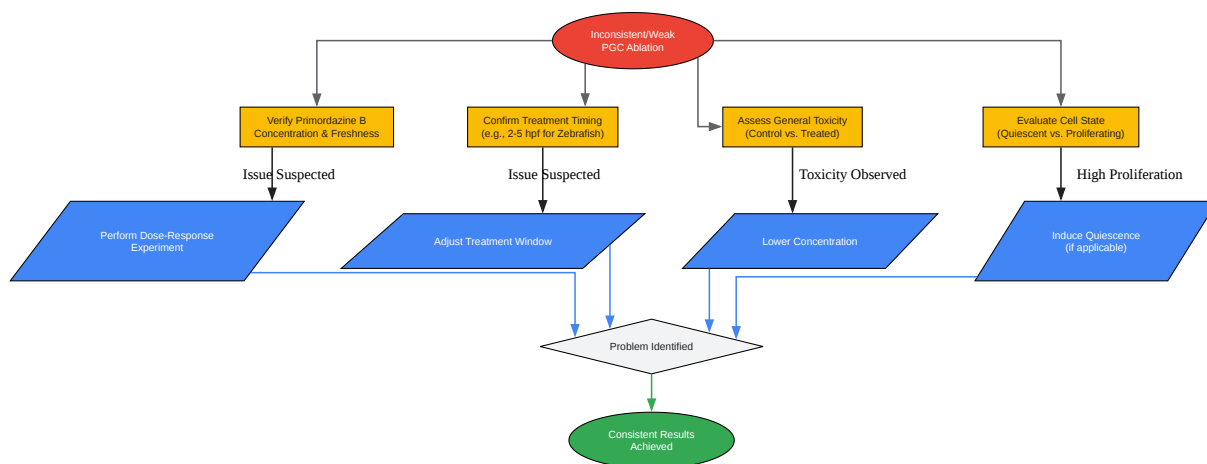 Inconsistent/Weak
PGC Ablation
Verify Primordazine B
Concentration & Freshness
Confirm Treatment Timing
(e.g., 2-5 hpf for Zebrafish)
Assess General Toxicity
(Control vs. Treated)
Evaluate Cell State
(Quiescent vs. Proliferating)
Issue Suspected
Issue Suspected
Toxicity Observed
High Proliferation
Perform Dose-Response
Experiment
Adjust Treatment Window
Lower Concentration
Induce Quiescence
(if applicable)
Problem Identified
Consistent Results
Achieved